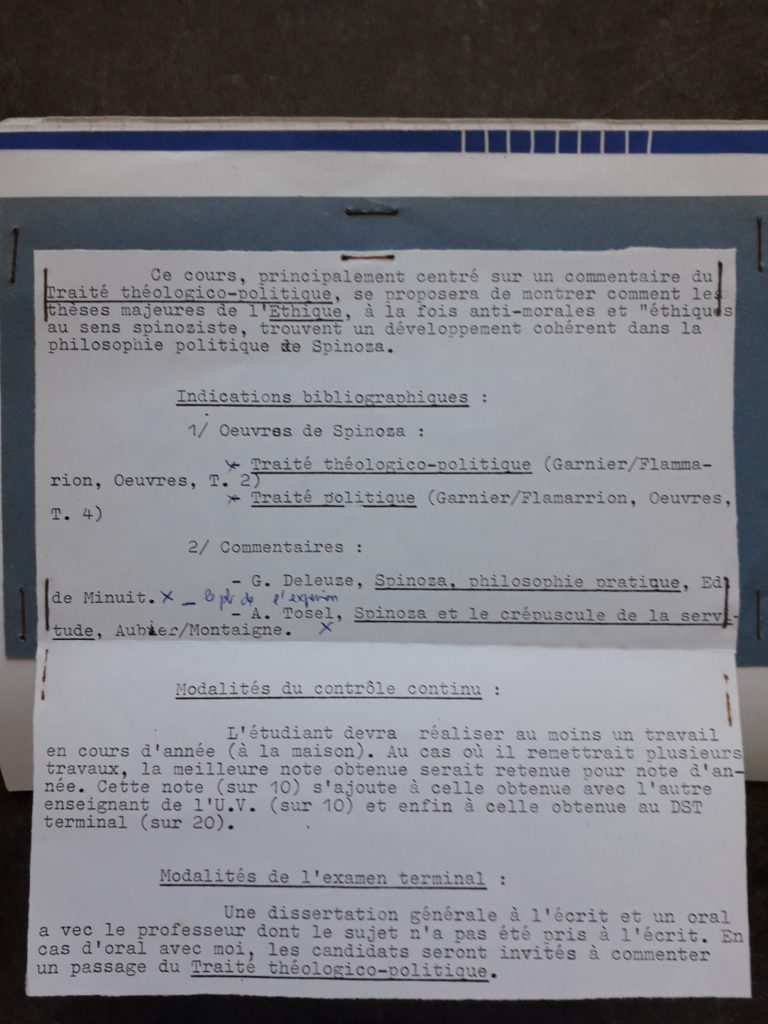 Ce cours, principalement centré sur un commentaire du
Traité théologico-politique, se proposera de montrer comment les
thèses majeures de l'Ethique, à la fois anti-morales et "éthiques
au sens spinoziste, trouvent un développement cohérent dans la
philosophie politique de Spinoza.
Indications bibliographiques :
1/ Oeuvres de Spinoza :
- Traité théologico-politique (Garnier/Flamma-
rion, Oeuvres, T. 2)
- Traité politique (Garnier/Flamarrion, Oeuvres,
T. 4)
2/ Commentaires :
- G. Deleuze, Spinoza, philosophie pratique, Ed
de Minuit. x
- A. Tosel, Spinoza et le crépuscule de la servi-
tude, Aubier/Montaigne. x
Modalités du contrôle continu :
L'étudiant devra réaliser au moins un travail
en cours d'année (à la maison). Au cas où il remettrait plusieurs
travaux, la meilleure note obtenue serait retenue pour note d'an-
née. Cette note (sur 10) s'ajoute à celle obtenue avec l'autre
enseignant de l'U.V. (sur 10) et enfin à celle obtenue au DST
terminal (sur 20).
Modalités de l'examen terminal :
Une dissertation générale à l'écrit et un oral
a vec le professeur dont le sujet n'a pas été pris à l'écrit. En
cas d'oral avec moi, les candidats seront invités à commenter
un passage du Traité théologico-politique.